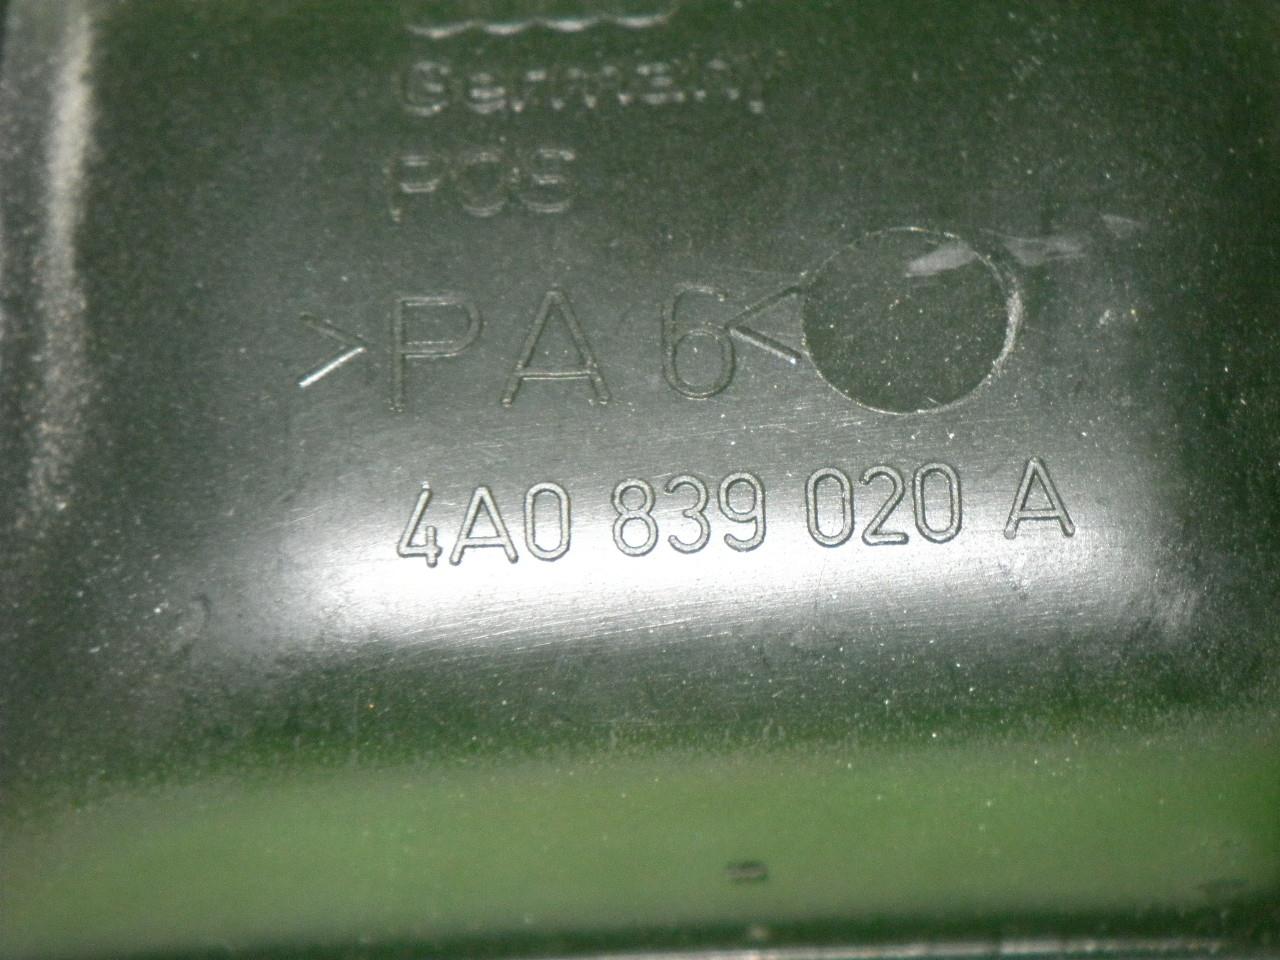 Germany
POS
>PA 6<
4A0 839 020 A